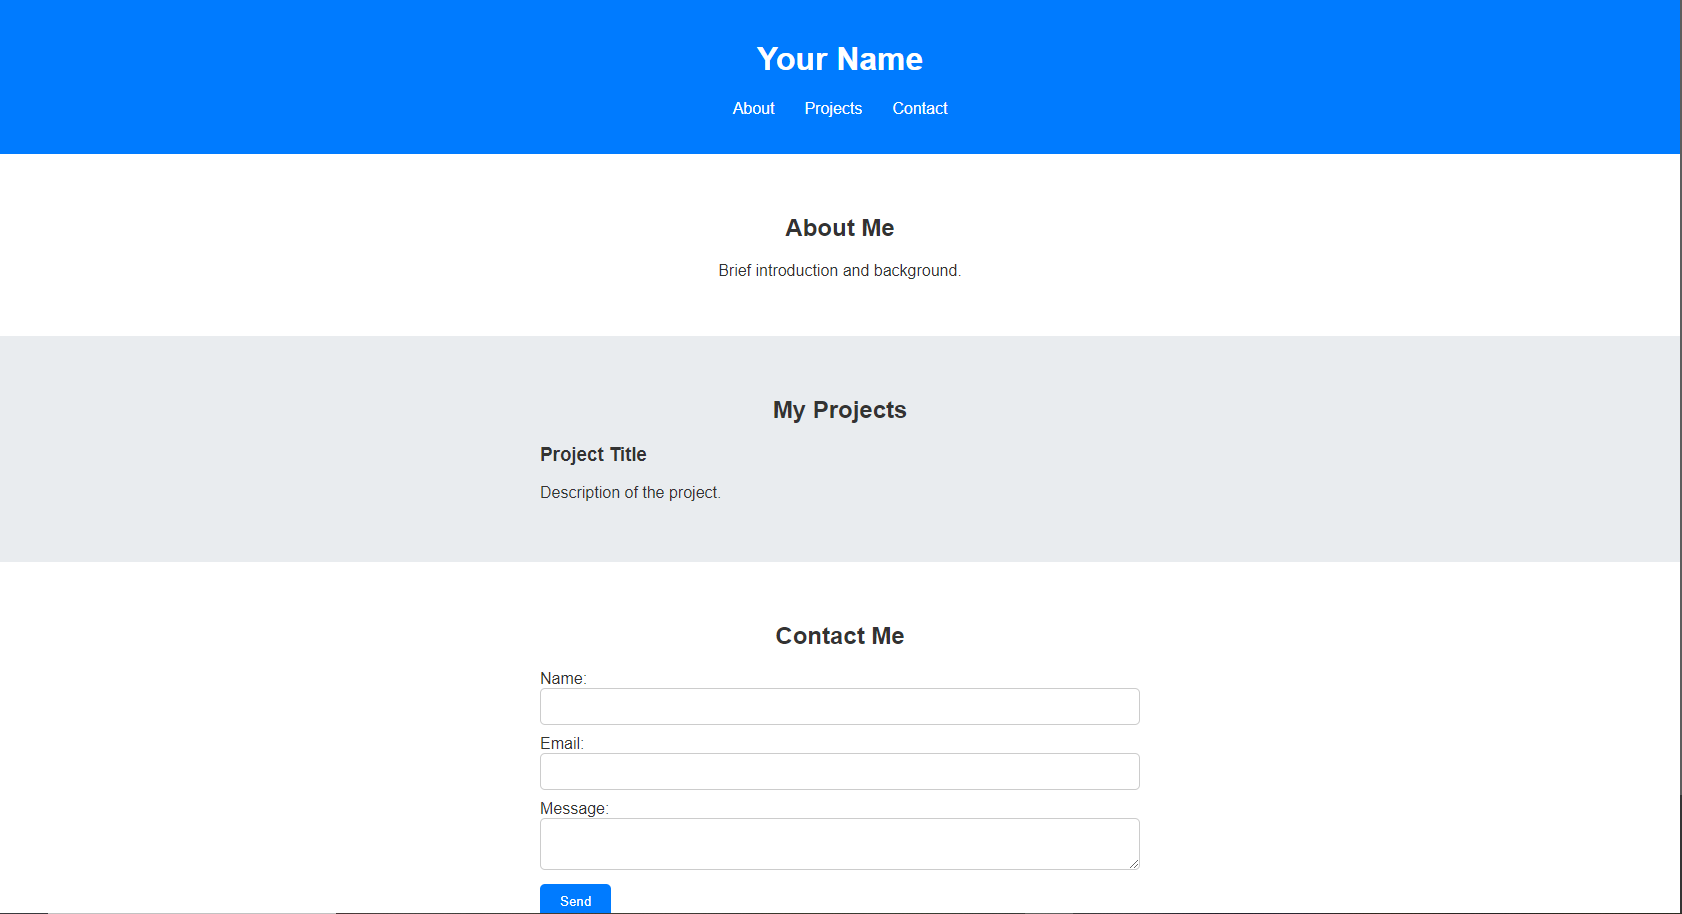 Your Name
About Projects Contact
About Me
Brief introduction and background.
My Projects
Project Title
Description of the project.
Contact Me
Name:
Email:
Message:
Send